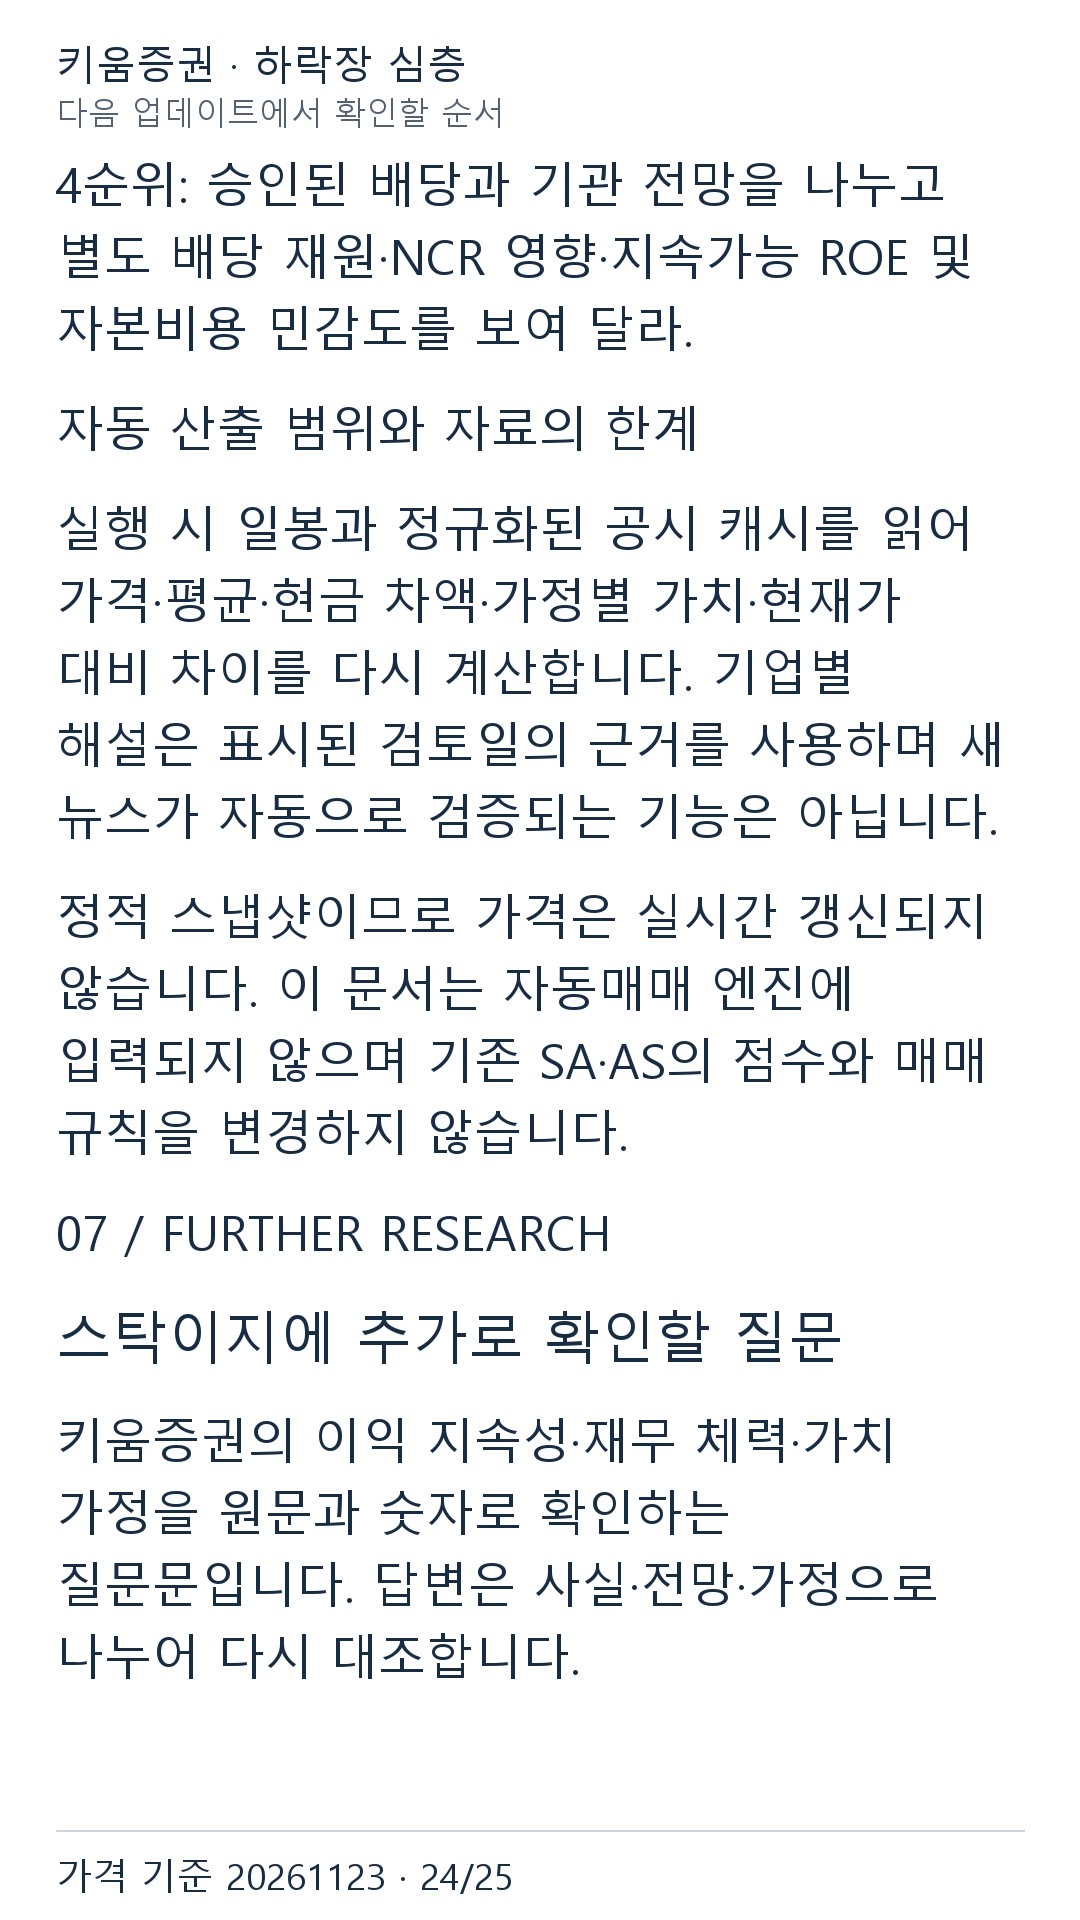 키움증권 · 하락장 심층
다음 업데이트에서 확인할 순서
4순위: 승인된 배당과 기관 전망을 나누고
별도 배당 재원·NCR 영향·지속가능 ROE 및
자본비용 민감도를 보여 달라.
자동 산출 범위와 자료의 한계
실행 시 일봉과 정규화된 공시 캐시를 읽어
가격·평균·현금 차액·가정별 가치·현재가
대비 차이를 다시 계산합니다. 기업별
해설은 표시된 검토일의 근거를 사용하며 새
뉴스가 자동으로 검증되는 기능은 아닙니다.
정적 스냅샷이므로 가격은 실시간 갱신되지
않습니다. 이 문서는 자동매매 엔진에
입력되지 않으며 기존 SA·AS의 점수와 매매
규칙을 변경하지 않습니다.
07 / FURTHER RESEARCH
스탁이지에 추가로 확인할 질문
키움증권의 이익 지속성·재무 체력·가치
가정을 원문과 숫자로 확인하는
질문문입니다. 답변은 사실·전망·가정으로
나누어 다시 대조합니다.
가격 기준 20261123 · 24/25